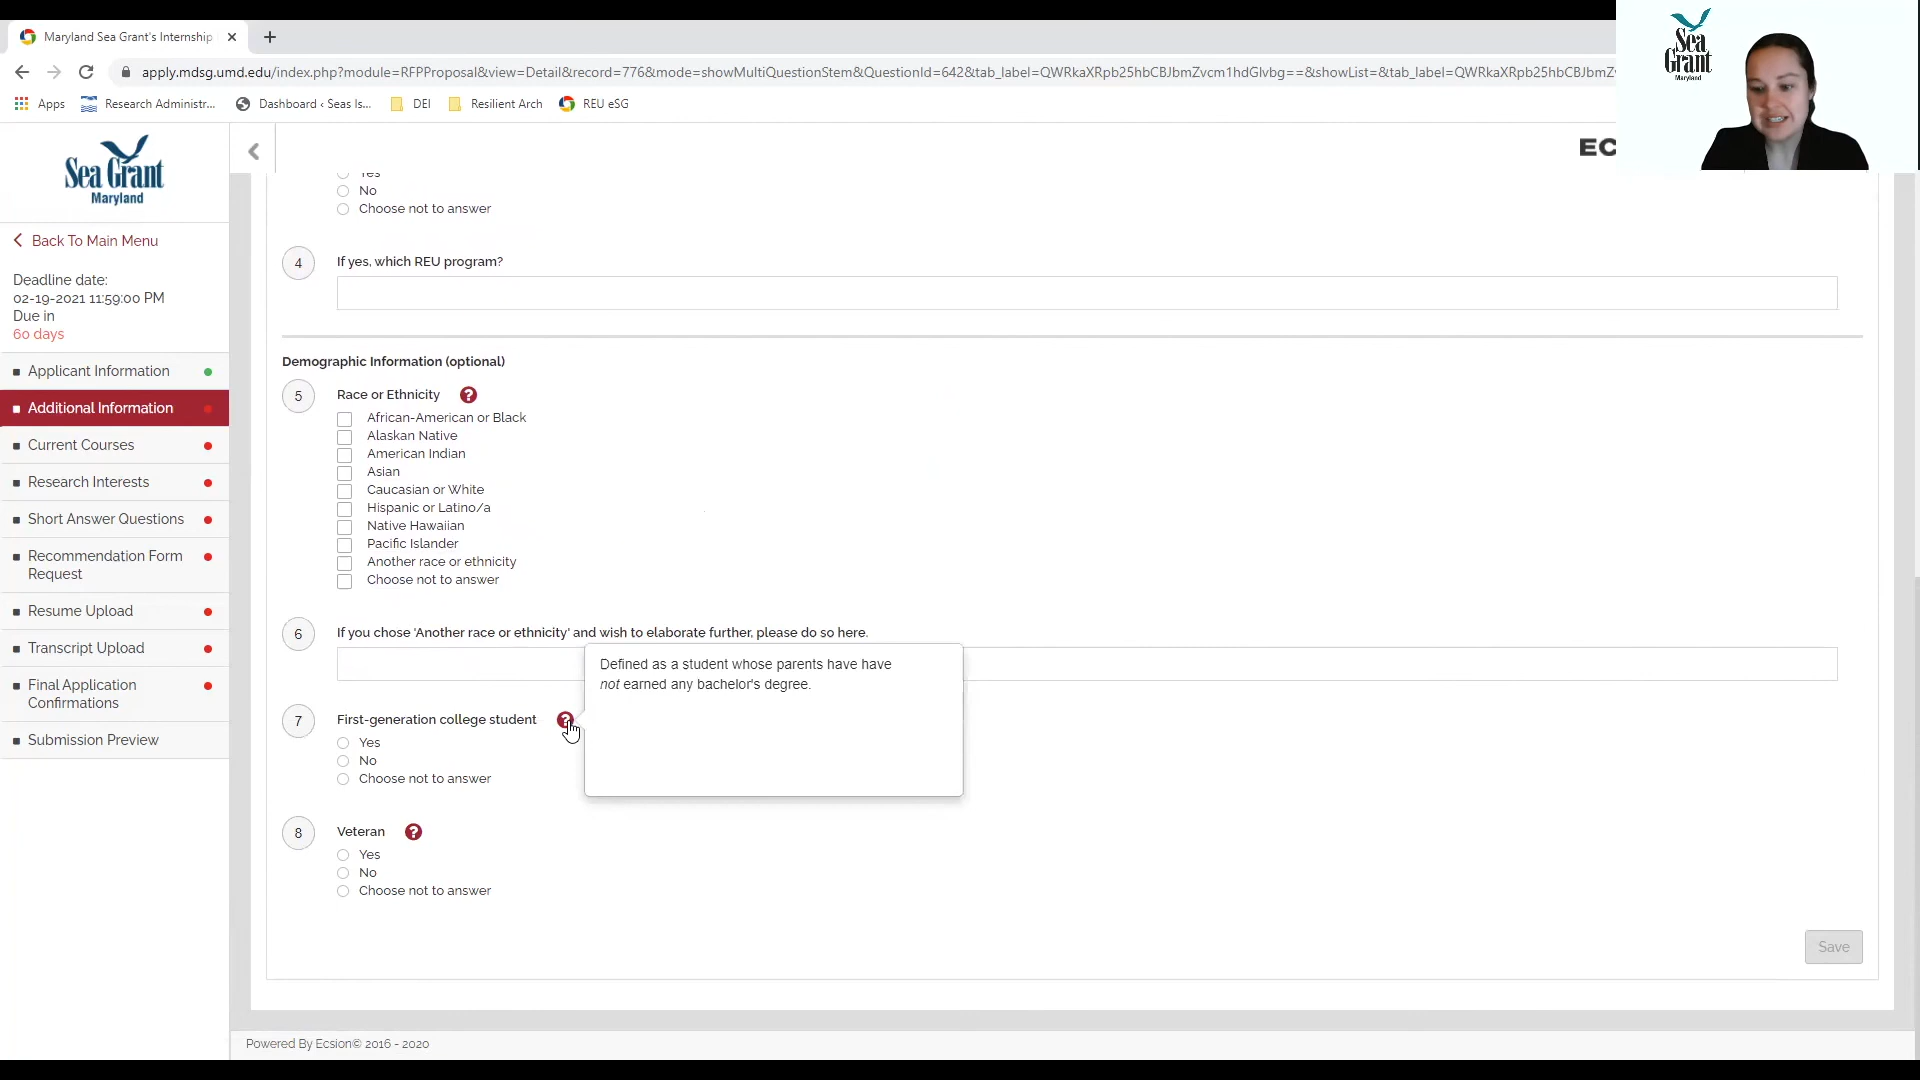 Maryland Sea Grant's Internship
apply.mdsg.umd.edu/index.php?module=RFPProposal&view=Detail&record=776&mode=showMultiQuestionStem&QuestionId=642&tab_label=QWRkaXRpb25hbCBJbmZvcm1hdGlvbg==&showList=&tab_label=QWRkaXRpb25hbCBJbmZv
Apps
Research Administr...
Dashboard ‹ Seas Is...
DEI
Resilient Arch
REU eSG
Sea
Grant
Maryland
Sea Grant
Maryland
EC
Back To Main Menu
Deadline date:
02-19-2021 11:59:00 PM
Due in
60 days
Applicant Information
Additional Information
Current Courses
Research Interests
Short Answer Questions
Recommendation Form
Request
Resume Upload
Transcript Upload
Final Application
Confirmations
Submission Preview
Yes
No
Choose not to answer
4 If yes, which REU program?
Demographic Information (optional)
5 Race or Ethnicity ?
African-American or Black
Alaskan Native
American Indian
Asian
Caucasian or White
Hispanic or Latino/a
Native Hawaiian
Pacific Islander
Another race or ethnicity
Choose not to answer
6 If you chose 'Another race or ethnicity' and wish to elaborate further, please do so here.
Defined as a student whose parents have have
not earned any bachelor's degree.
7 First-generation college student ?
Yes
No
Choose not to answer
8 Veteran ?
Yes
No
Choose not to answer
Save
Powered By Ecsion© 2016 - 2020